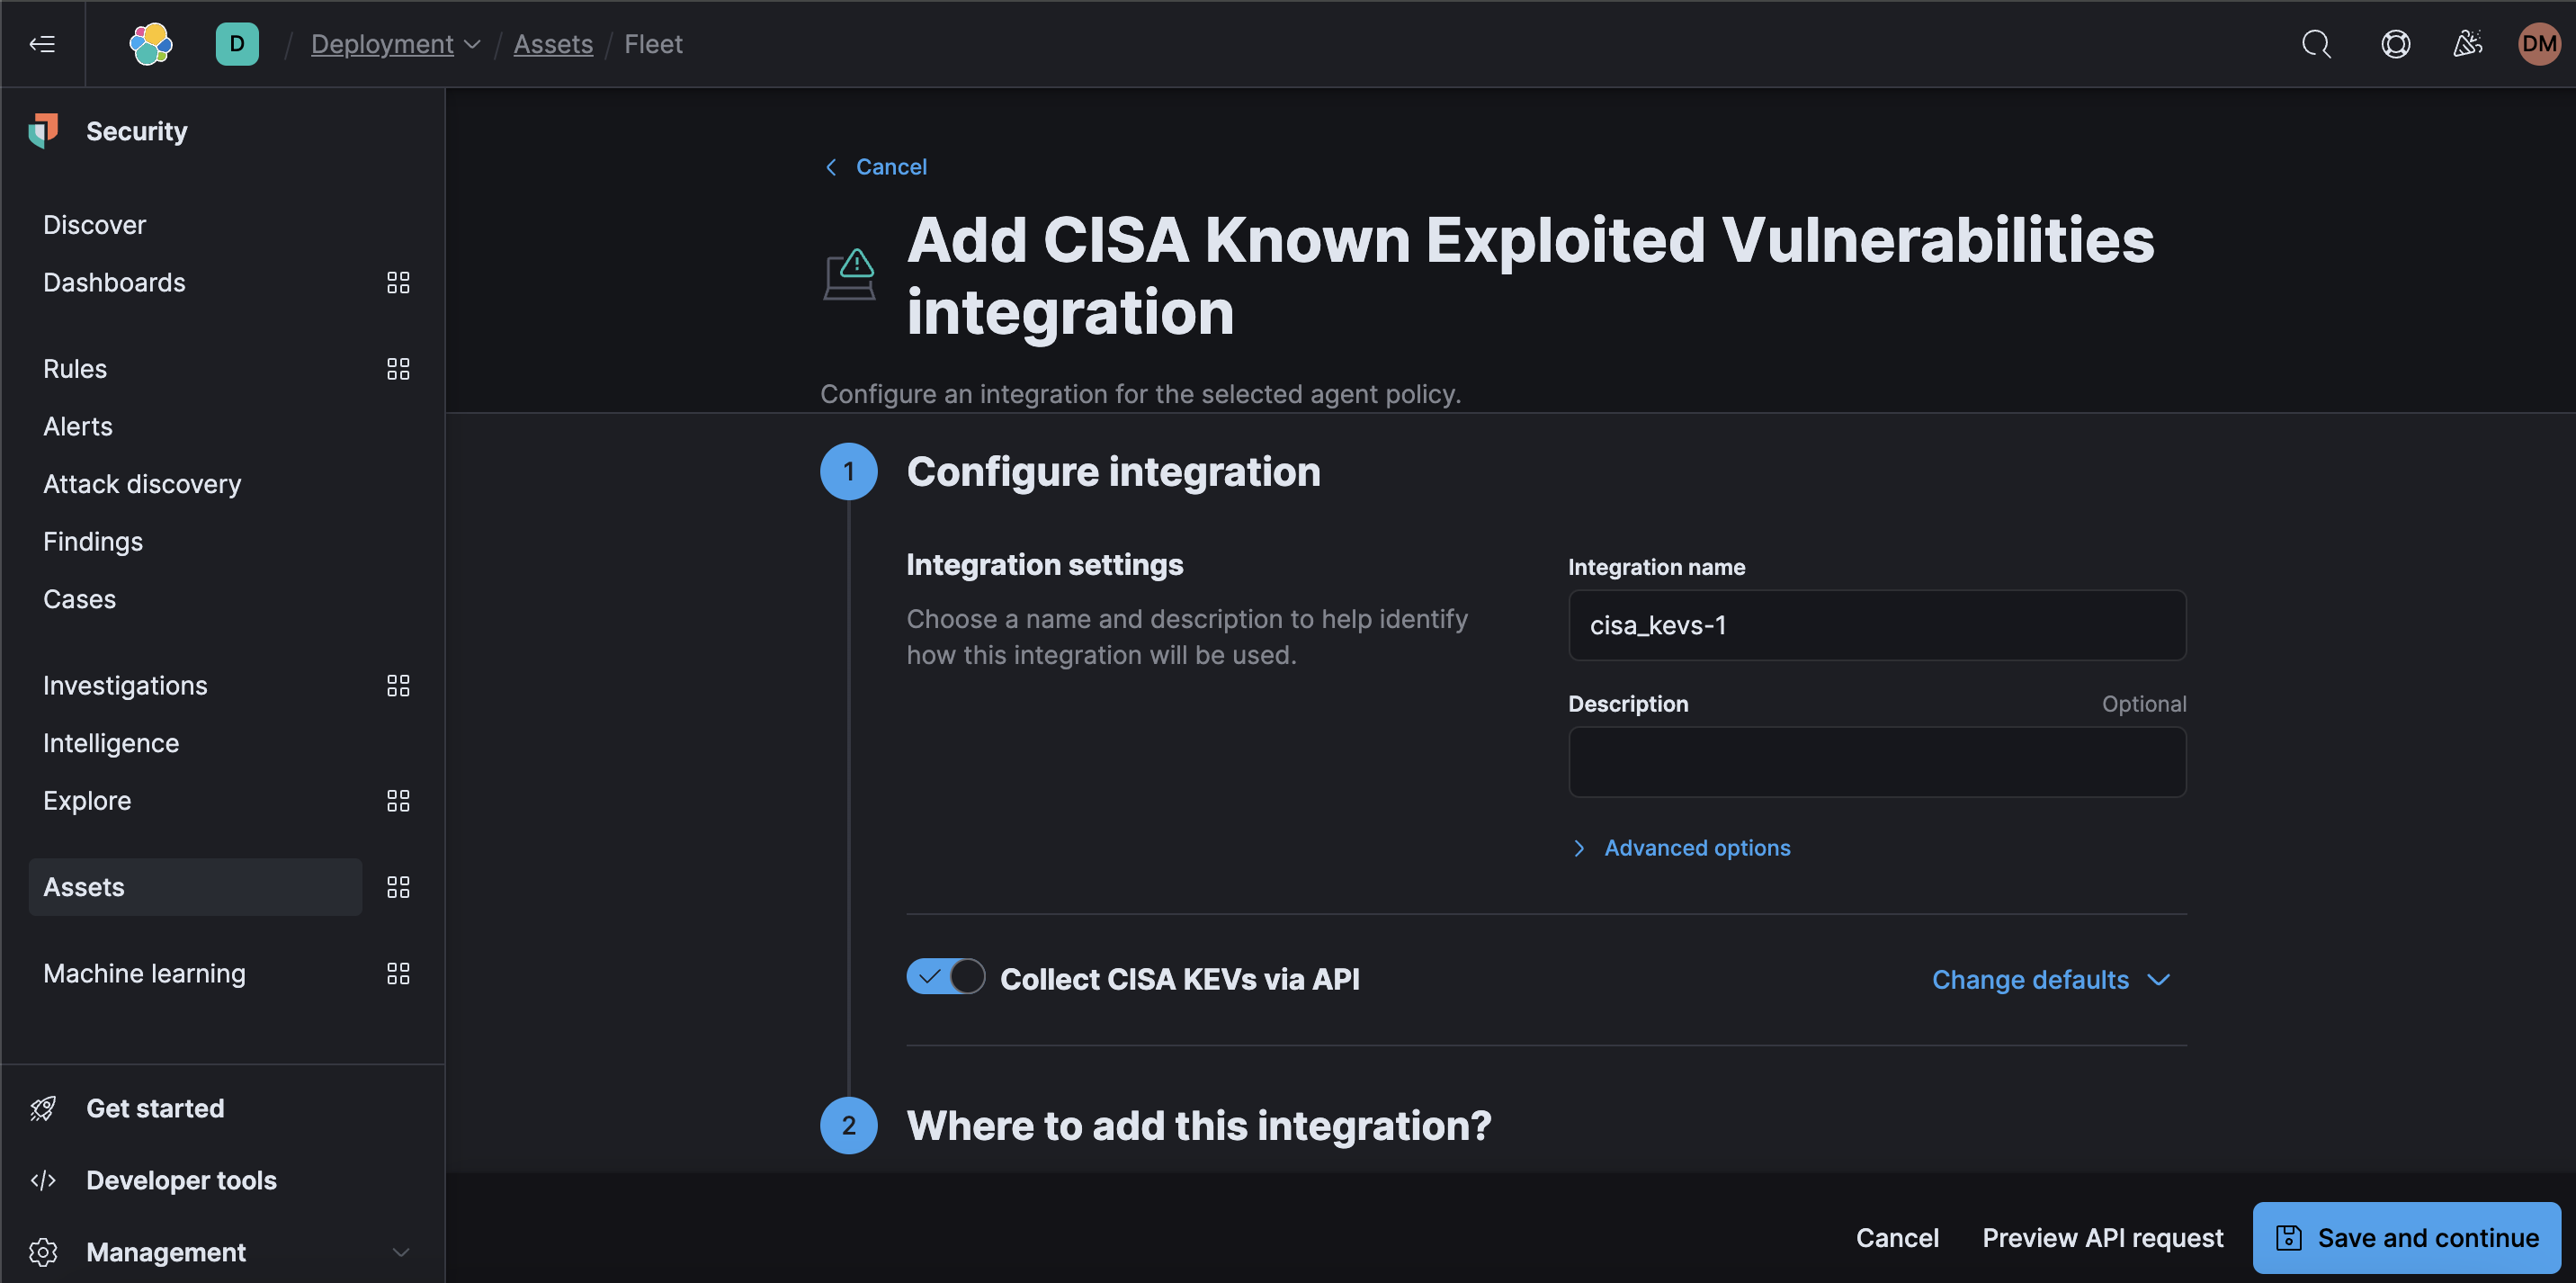 D / Deployment / Assets / Fleet
DM
Security
Discover
Dashboards
Rules
Alerts
Attack discovery
Findings
Cases
Investigations
Intelligence
Explore
Assets
Machine learning
Get started
Developer tools
Management
Cancel
Add CISA Known Exploited Vulnerabilities
integration
Configure an integration for the selected agent policy.
1 Configure integration
Integration settings
Choose a name and description to help identify
how this integration will be used.
Integration name
cisa_kevs-1
Description Optional
Advanced options
Collect CISA KEVs via API Change defaults
2 Where to add this integration?
Cancel Preview API request Save and continue